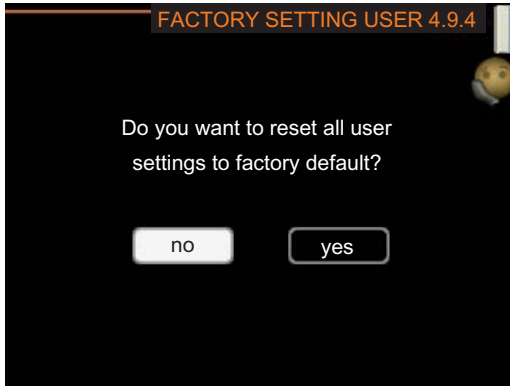 FACTORY SETTING USER 4.9.4
Do you want to reset all user
settings to factory default?
no
yes